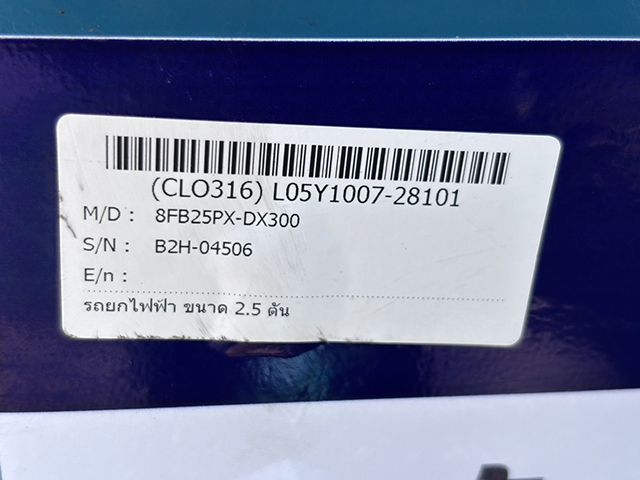 (CLO316) L05Y1007-28101
M/D : 8FB25PX-DX300
S/N : B2H-04506
E/n :
รถยกไฟฟ้า ขนาด 2.5 ตัน